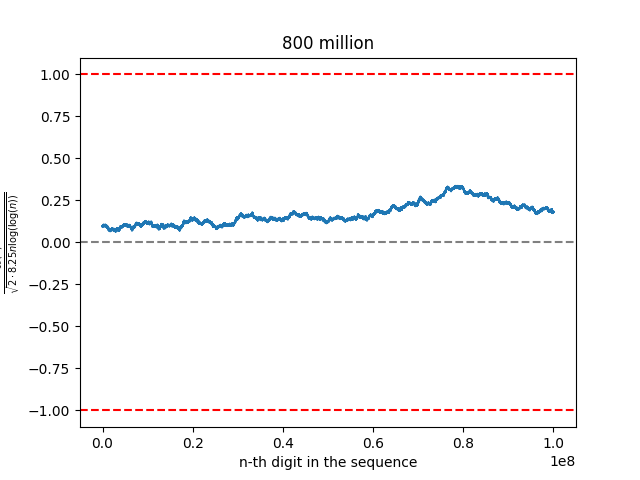 800 million
1.00
0.75
0.50
0.25
0.00
−0.25
−0.50
−0.75
−1.00
√2 · 8.25nlog(log(n))
0.0 0.2 0.4 0.6 0.8 1.0
1e8
n-th digit in the sequence